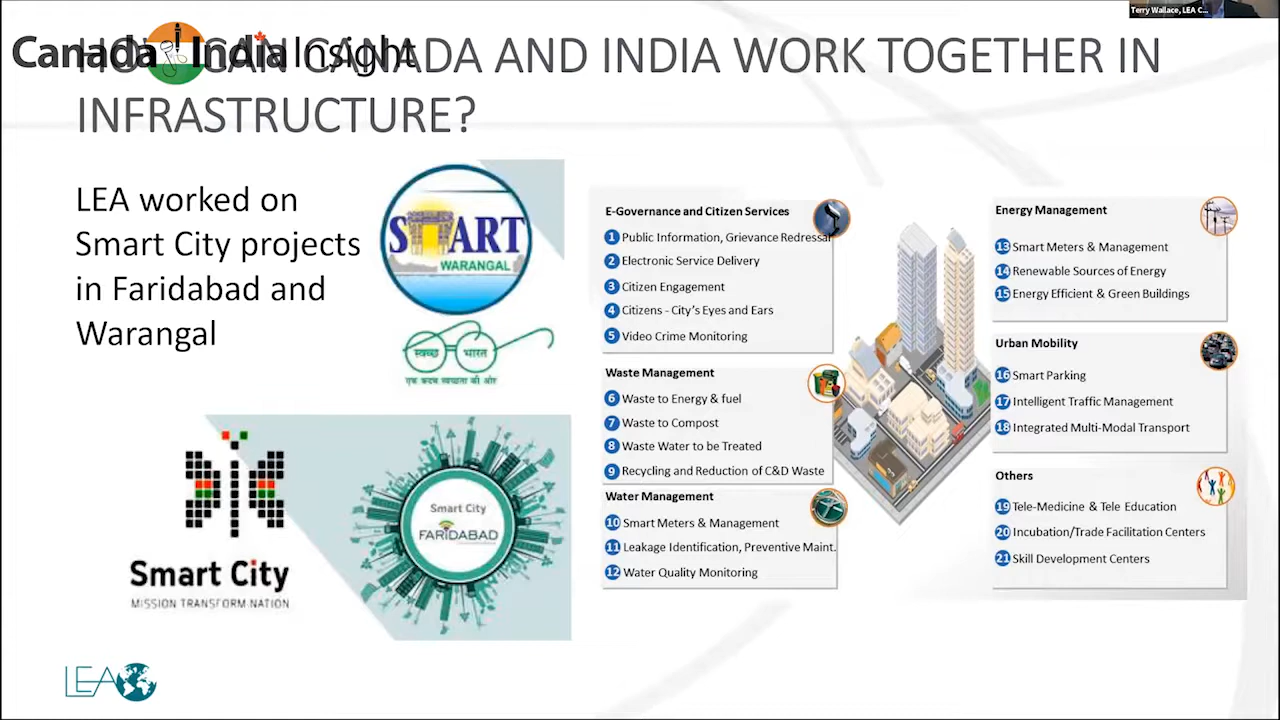 Terry Wallace, LEA C...
Canada India Insight
HOW CAN CANADA AND INDIA WORK TOGETHER IN
INFRASTRUCTURE?
LEA worked on
Smart City projects
in Faridabad and
Warangal
SMART
WARANGAL
स्वच्छ भारत
एक कदम स्वच्छता की ओर
Smart City
MISSION TRANSFORM-NATION
Smart City
FARIDABAD
LEA
E-Governance and Citizen Services
1 Public Information, Grievance Redressal
2 Electronic Service Delivery
3 Citizen Engagement
4 Citizens - City's Eyes and Ears
5 Video Crime Monitoring
Waste Management
6 Waste to Energy & fuel
7 Waste to Compost
8 Waste Water to be Treated
9 Recycling and Reduction of C&D Waste
Water Management
10 Smart Meters & Management
11 Leakage Identification, Preventive Maint.
12 Water Quality Monitoring
Energy Management
13 Smart Meters & Management
14 Renewable Sources of Energy
15 Energy Efficient & Green Buildings
Urban Mobility
16 Smart Parking
17 Intelligent Traffic Management
18 Integrated Multi-Modal Transport
Others
19 Tele-Medicine & Tele Education
20 Incubation/Trade Facilitation Centers
21 Skill Development Centers